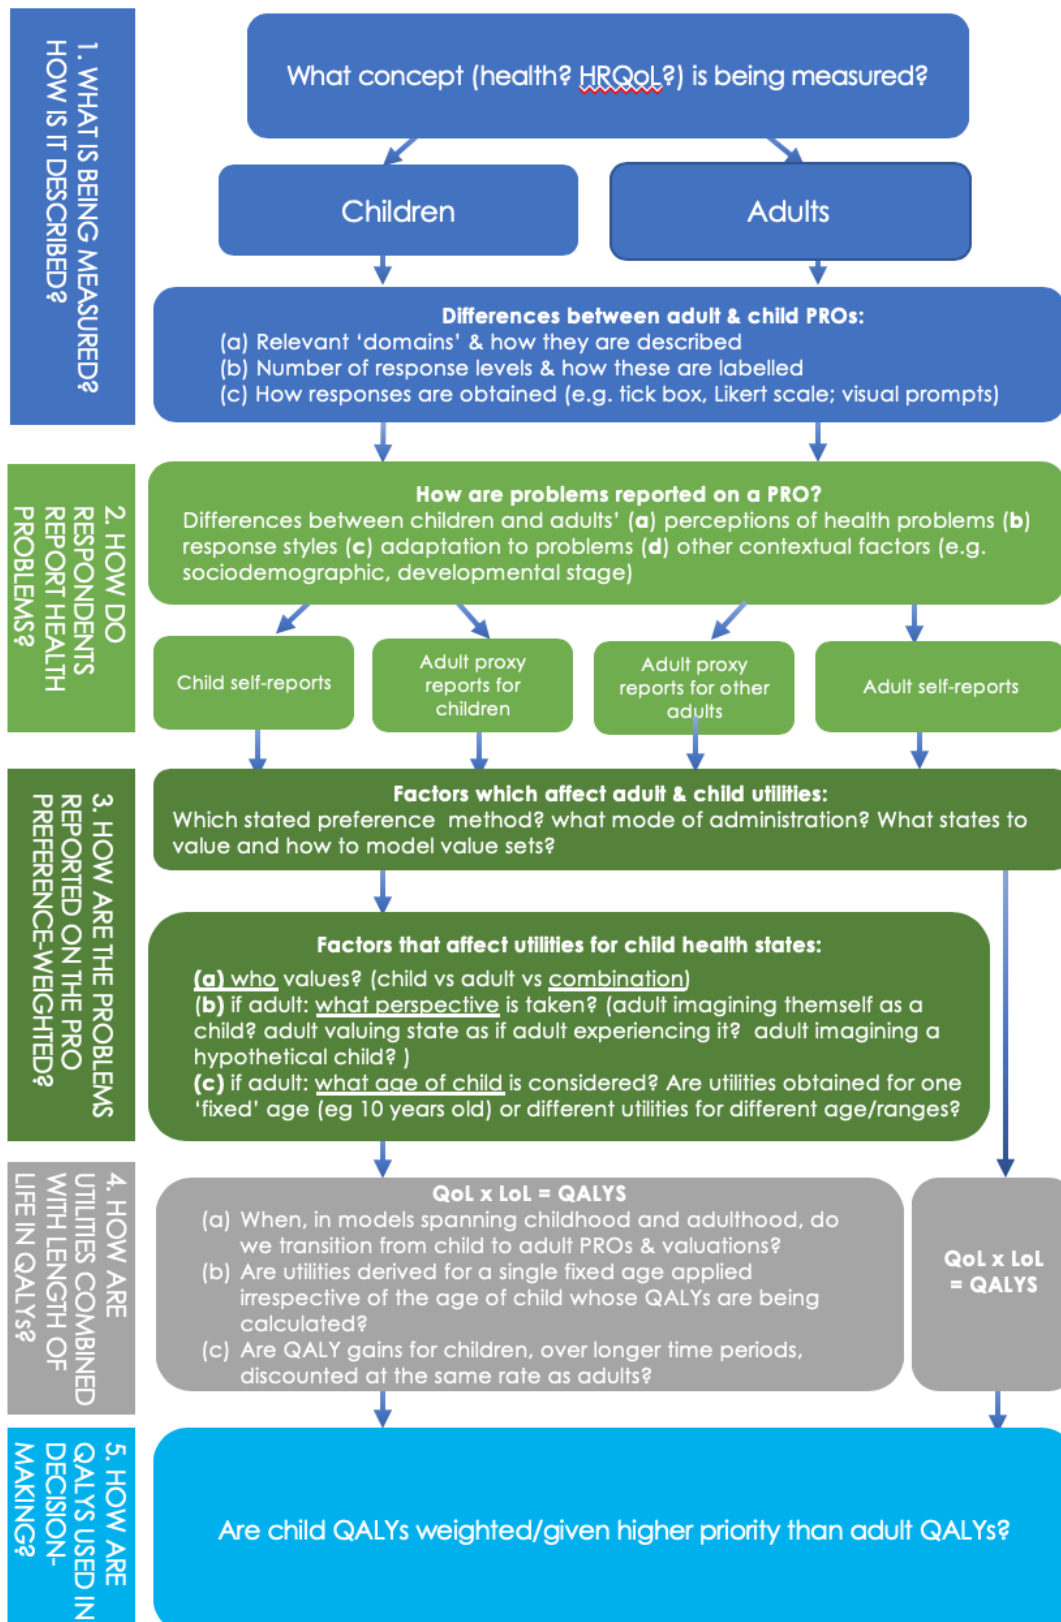 1. WHAT IS BEING MEASURED?
HOW IS IT DESCRIBED?
What concept (health? HRQoL?) is being measured?
Children
Adults
Differences between adult & child PROs:
(a) Relevant ‘domains’ & how they are described
(b) Number of response levels & how these are labelled
(c) How responses are obtained (e.g. tick box, Likert scale; visual prompts)
2. HOW DO
RESPONDENTS
REPORT HEALTH
PROBLEMS?
How are problems reported on a PRO?
Differences between children and adults’ (a) perceptions of health problems (b)
response styles (c) adaptation to problems (d) other contextual factors (e.g.
sociodemographic, developmental stage)
Child self-reports
Adult proxy
reports for
children
Adult proxy
reports for other
adults
Adult self-reports
3. HOW ARE THE PROBLEMS
REPORTED ON THE PRO
PREFERENCE-WEIGHTED?
Factors which affect adult & child utilities:
Which stated preference method? what mode of administration? What states to
value and how to model value sets?
Factors that affect utilities for child health states:
(a) who values? (child vs adult vs combination)
(b) if adult: what perspective is taken? (adult imagining themself as a
child? adult valuing state as if adult experiencing it? adult imagining a
hypothetical child? )
(c) if adult: what age of child is considered? Are utilities obtained for one
‘fixed’ age (eg 10 years old) or different utilities for different age/ranges?
4. HOW ARE
UTILITIES COMBINED
WITH LENGTH OF
LIFE IN QALYs?
QoL x LoL = QALYS
(a) When, in models spanning childhood and adulthood, do
we transition from child to adult PROs & valuations?
(b) Are utilities derived for a single fixed age applied
irrespective of the age of child whose QALYs are being
calculated?
(c) Are QALY gains for children, over longer time periods,
discounted at the same rate as adults?
QoL x LoL
= QALYS
5. HOW ARE
QALYS USED IN
DECISION-
MAKING?
Are child QALYs weighted/given higher priority than adult QALYs?